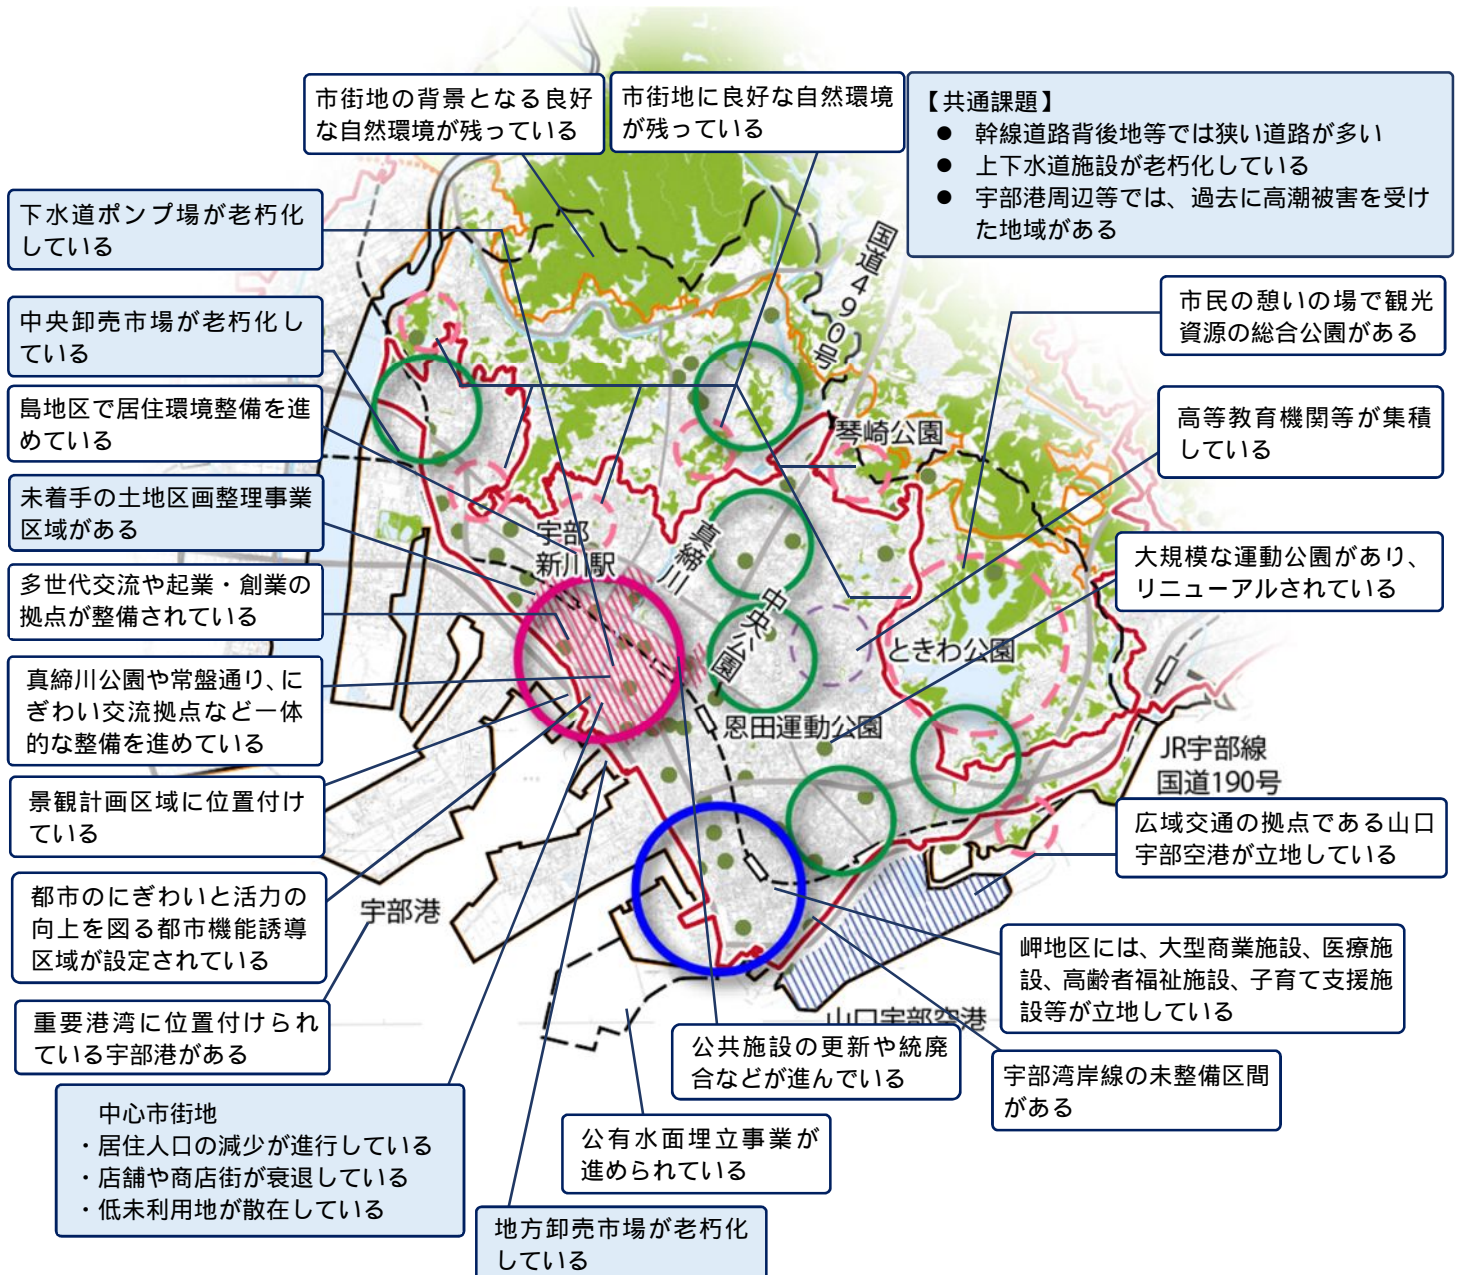 市街地の背景となる良好
な自然環境が残っている
市街地に良好な自然環境
が残っている
【共通課題】
● 幹線道路背後地等では狭い道路が多い
● 上下水道施設が老朽化している
● 宇部港周辺等では、過去に高潮被害を受け
た地域がある
下水道ポンプ場が老朽化
している
中央卸売市場が老朽化し
ている
島地区で居住環境整備を進
めている
未着手の土地区画整理事業
区域がある
多世代交流や起業・創業の
拠点が整備されている
真締川公園や常盤通り、に
ぎわい交流拠点など一体
的な整備を進めている
景観計画区域に位置付け
ている
都市のにぎわいと活力の
向上を図る都市機能誘導
区域が設定されている
重要港湾に位置付けられ
ている宇部港がある
中心市街地
・居住人口の減少が進行している
・店舗や商店街が衰退している
・低未利用地が散在している
国道490号
琴崎公園
宇部
新川駅
真締川
中央公園
ときわ公園
恩田運動公園
宇部港
山口宇部空港
JR宇部線
国道190号
市民の憩いの場で観光
資源の総合公園がある
高等教育機関等が集積
している
大規模な運動公園があり、
リニューアルされている
広域交通の拠点である山口
宇部空港が立地している
岬地区には、大型商業施設、医療施
設、高齢者福祉施設、子育て支援施
設等が立地している
宇部湾岸線の未整備区間
がある
公共施設の更新や統廃
合などが進んでいる
公有水面埋立事業が
進められている
地方卸売市場が老朽化
している